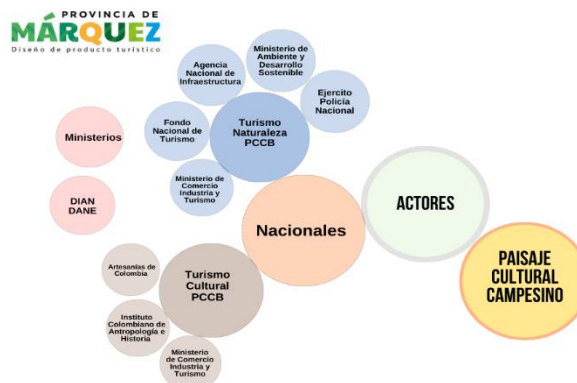 PROVINCIA DE
MÁRQUEZ
Diseño de producto turístico
Ministerio de
Ambiente y
Desarrollo
Sostenible
Agencia
Nacional de
Infraestructura
Ejercito
Policía
Nacional
Fondo
Nacional de
Turismo
Turismo
Naturaleza
PCCB
Ministerios
Ministerio de
Comercio
Industria y
Turismo
DIAN
DANE
Nacionales
ACTORES
PAISAJE
CULTURAL
CAMPESINO
Artesanías de
Colombia
Turismo
Cultural
PCCB
Instituto
Colombiano de
Antropología e
Historia
Ministerio de
Comercio
Industria y
Turismo